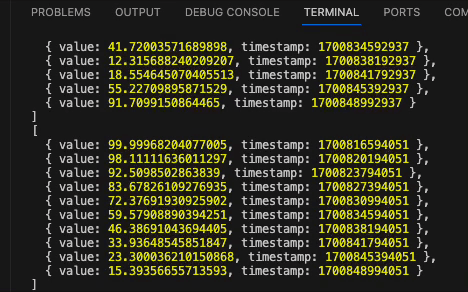 PROBLEMS OUTPUT DEBUG CONSOLE TERMINAL PORTS COM
{ value: 41.72003571689898, timestamp: 1700834592937 },
{ value: 12.315688240209207, timestamp: 1700838192937 },
{ value: 18.554645070405513, timestamp: 1700841792937 },
{ value: 55.22709895871529, timestamp: 1700845392937 },
{ value: 91.7099150864465, timestamp: 1700848992937 }
]
[
{ value: 99.99968204077005, timestamp: 1700816594051 },
{ value: 98.11111636011297, timestamp: 1700820194051 },
{ value: 92.5098502863839, timestamp: 1700823794051 },
{ value: 83.67826109276935, timestamp: 1700827394051 },
{ value: 72.37691930925902, timestamp: 1700830994051 },
{ value: 59.57908890394251, timestamp: 1700834594051 },
{ value: 46.38691043694405, timestamp: 1700838194051 },
{ value: 33.93648545851847, timestamp: 1700841794051 },
{ value: 23.300036210150868, timestamp: 1700845394051 },
{ value: 15.39356655713593, timestamp: 1700848994051 }
]